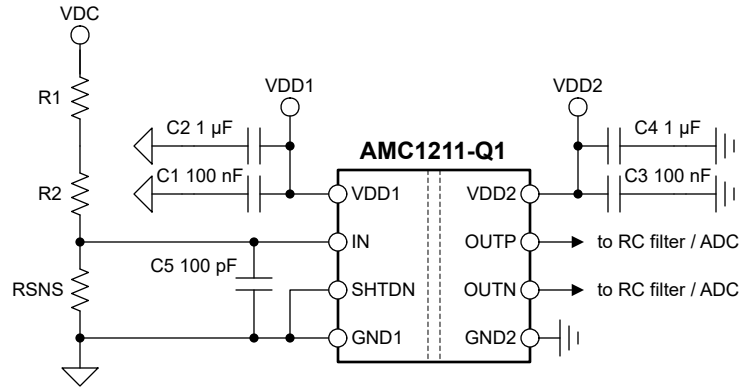 VDC
R1
VDD1
VDD2
C2 1 µF
C4 1 µF
AMC1211-Q1
C1 100 nF
C3 100 nF
R2
VDD1
VDD2
IN
OUTP
to RC filter / ADC
C5 100 pF
RSNS
SHTDN
OUTN
to RC filter / ADC
GND1
GND2